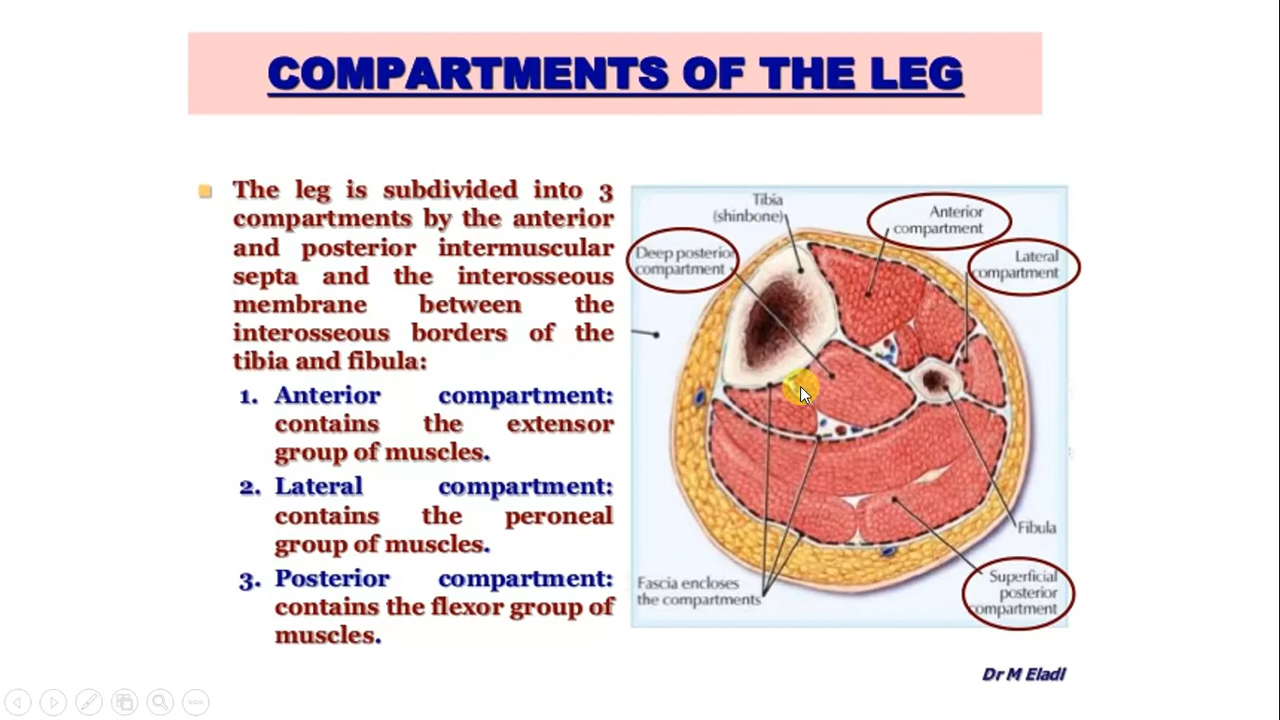 COMPARTMENTS OF THE LEG
The leg is subdivided into 3
compartments by the anterior
and posterior intermuscular
septa and the interosseous
membrane between the
interosseous borders of the
tibia and fibula:
1. Anterior compartment:
contains the extensor
group of muscles.
2. Lateral compartment:
contains the peroneal
group of muscles.
3. Posterior compartment:
contains the flexor group of
muscles.
Tibia
(shinbone)
Anterior
compartment
Deep posterior
compartment
Lateral
compartment
Fibula
Fascia encloses
the compartments
Superficial
posterior
compartment
Dr M Eladl